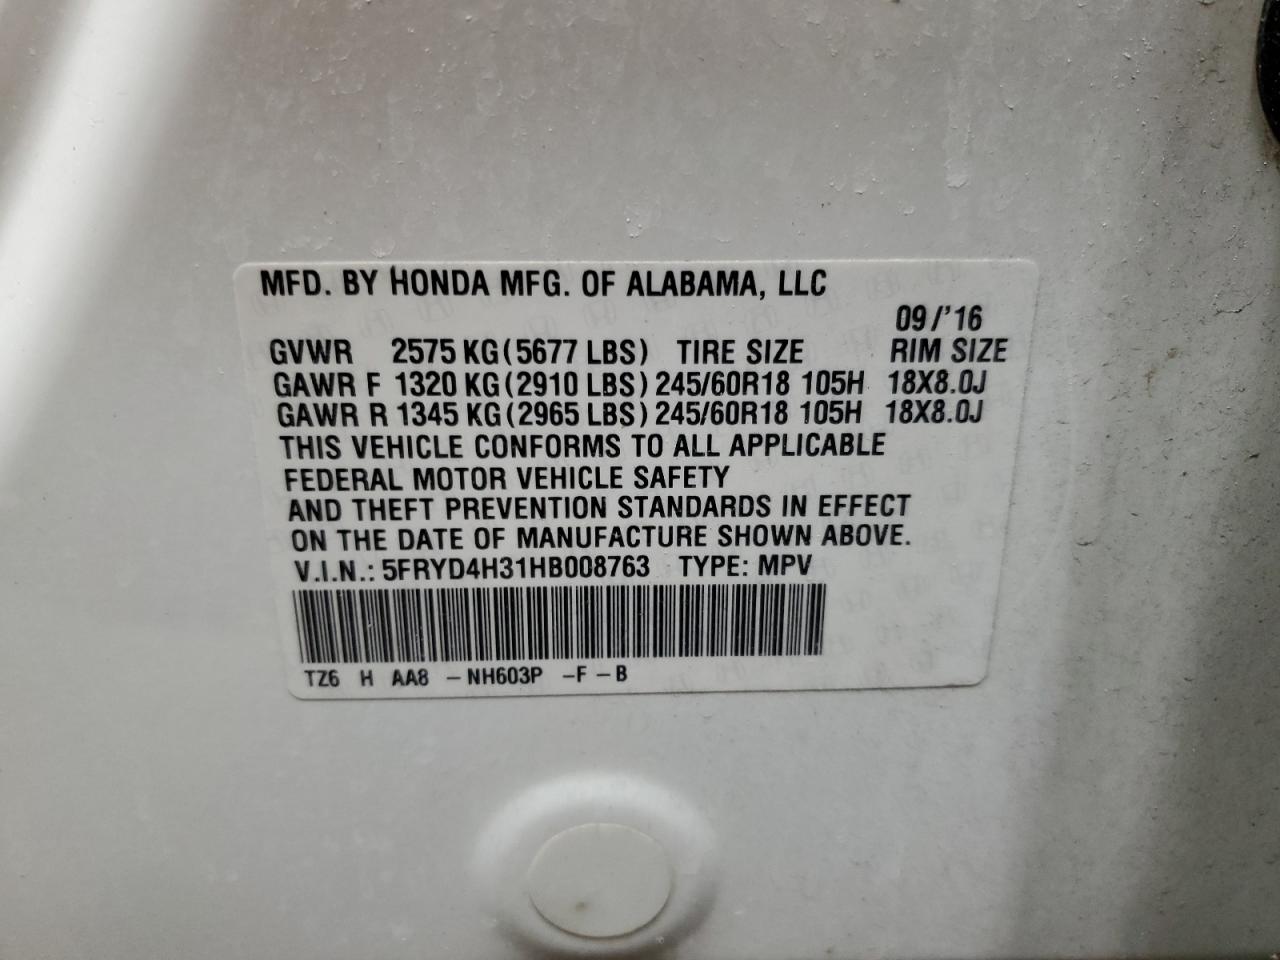 MFD. BY HONDA MFG. OF ALABAMA, LLC
09/'16
GVWR 2575 KG(5677 LBS) TIRE SIZE RIM SIZE
GAWR F 1320 KG(2910 LBS) 245/60R18 105H 18X8.0J
GAWR R 1345 KG(2965 LBS) 245/60R18 105H 18X8.0J
THIS VEHICLE CONFORMS TO ALL APPLICABLE
FEDERAL MOTOR VEHICLE SAFETY
AND THEFT PREVENTION STANDARDS IN EFFECT
ON THE DATE OF MANUFACTURE SHOWN ABOVE.
V.I.N.: 5FRYD4H31HB008763 TYPE: MPV
TZ6 H AA8 -NH603P -F-B